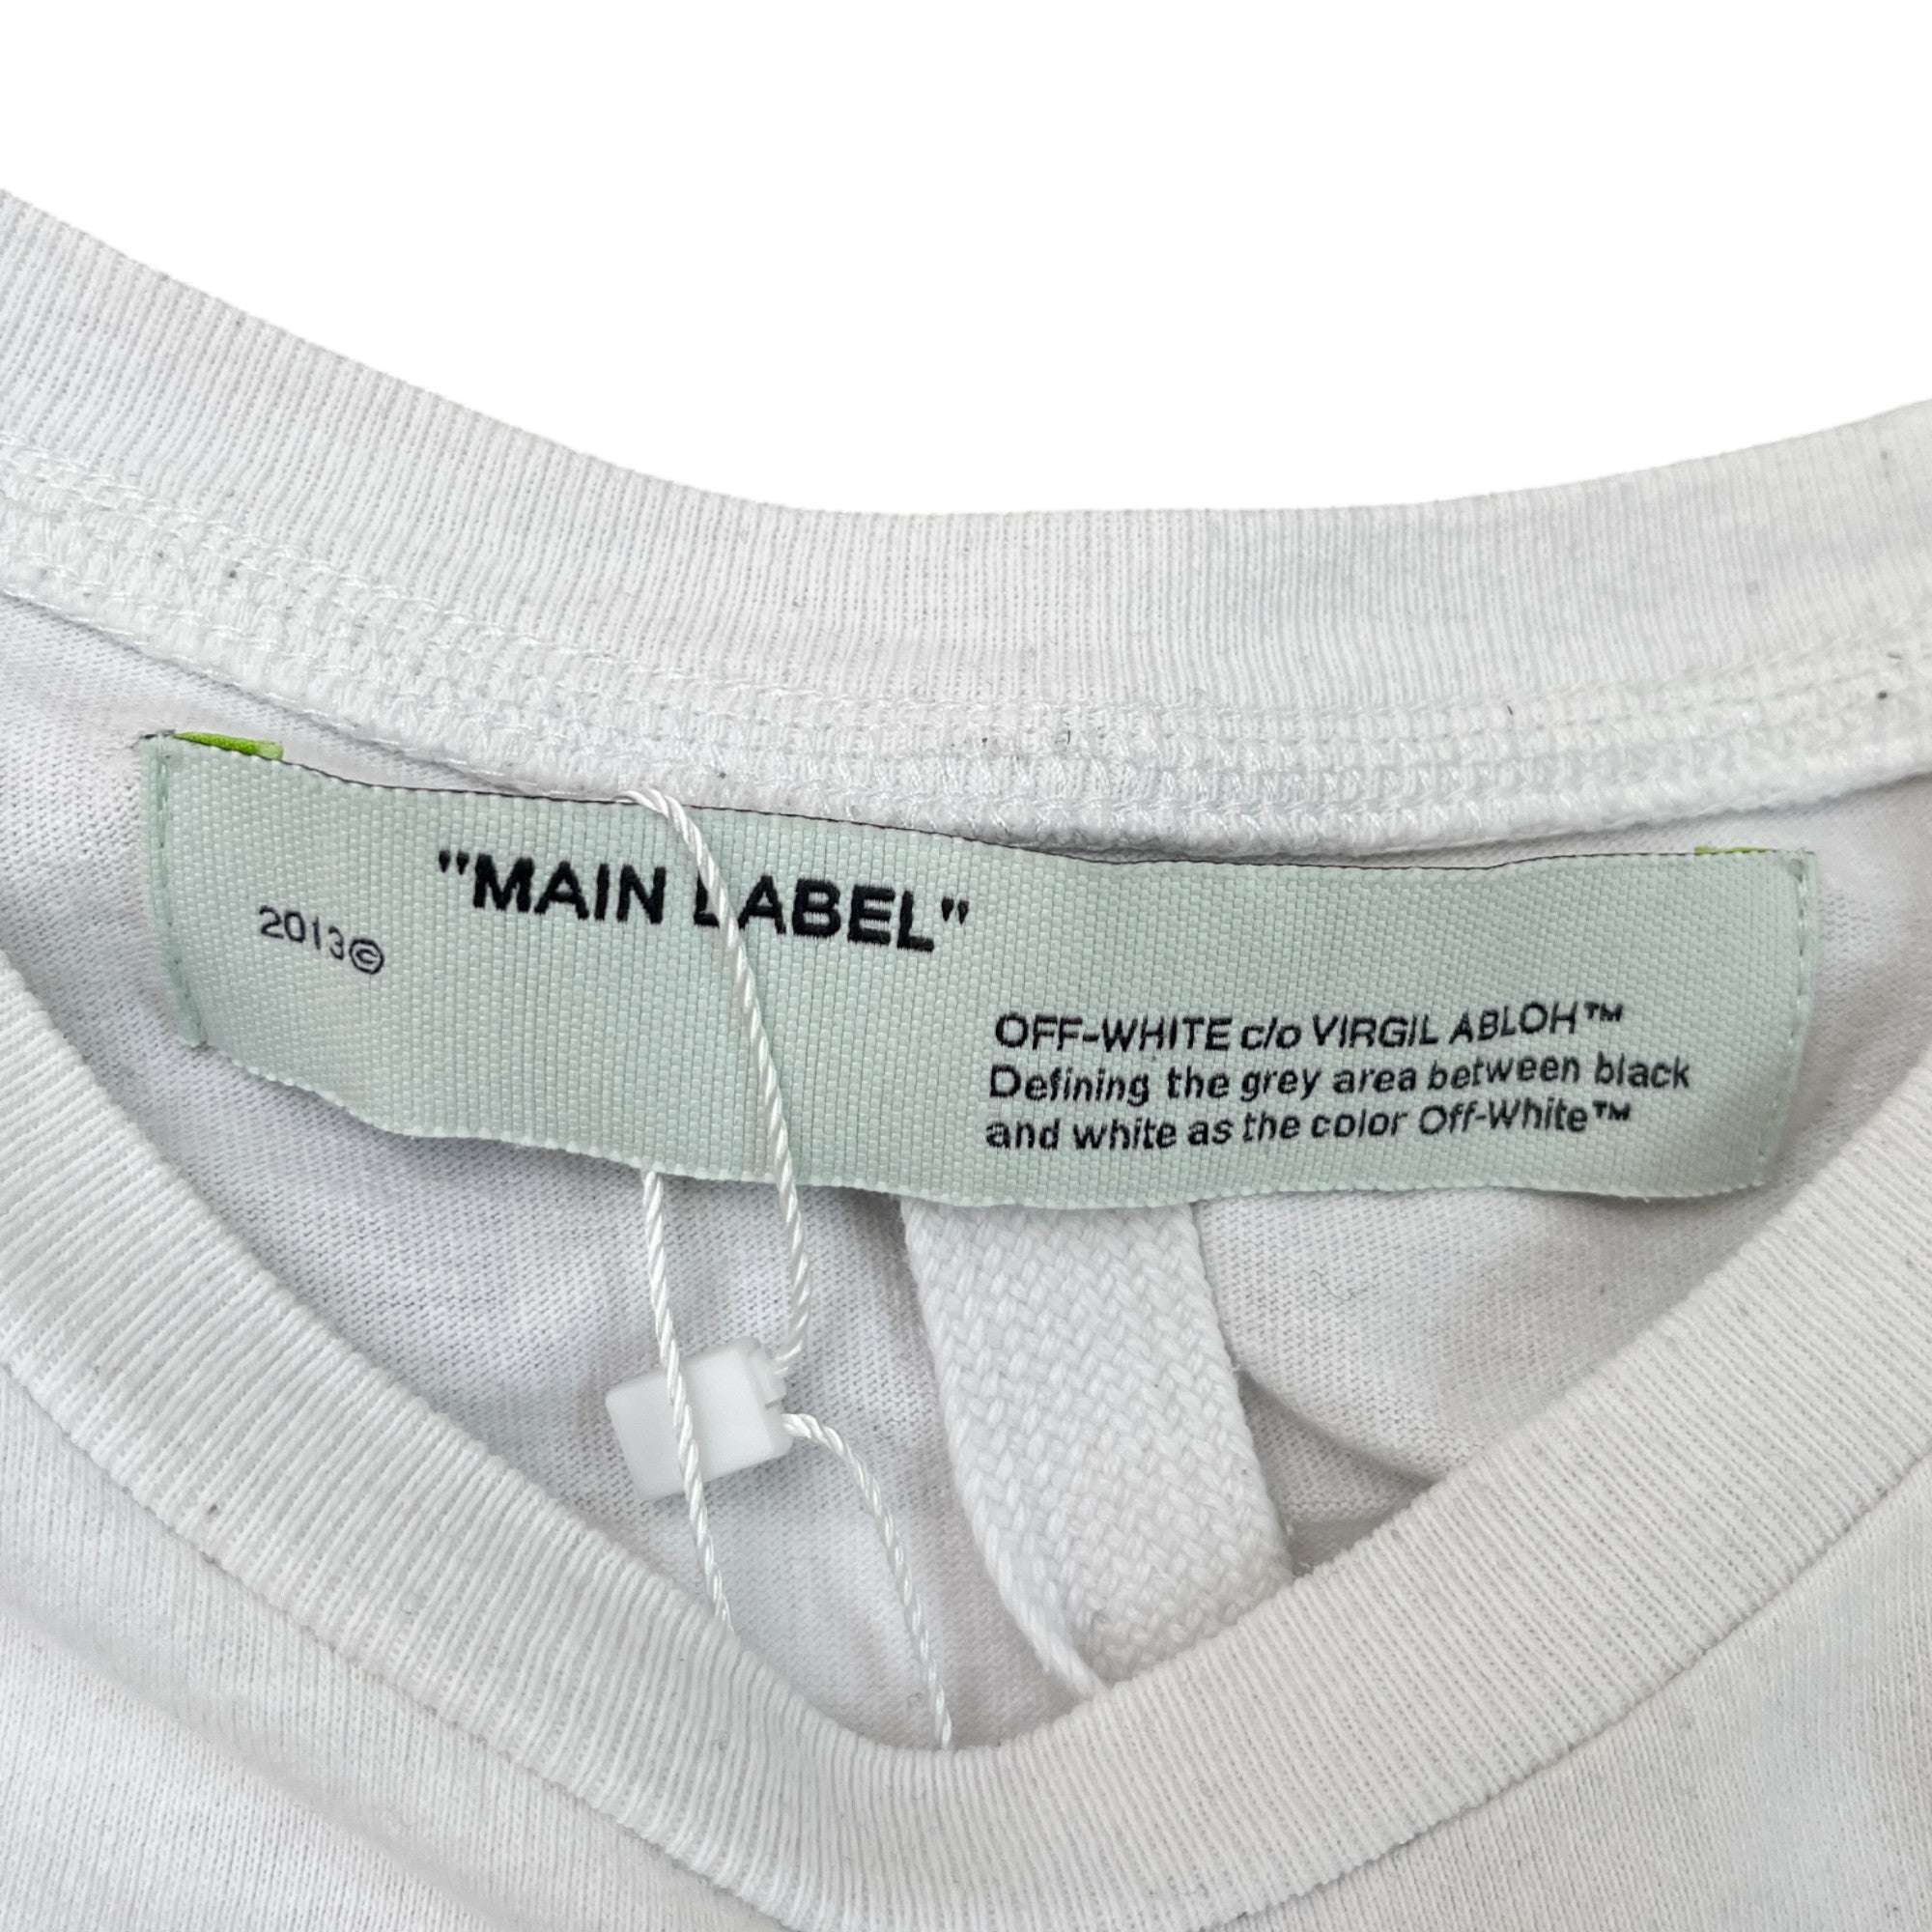 "MAIN LABEL"
2013©
OFF-WHITE c/o VIRGIL ABLOH™
Defining the grey area between black
and white as the color Off-White™